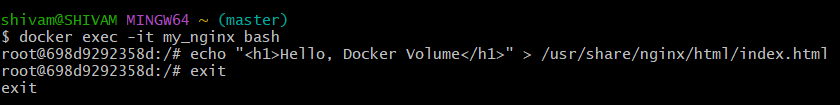 shivam@SHIVAM MINGW64 ~ (master)
$ docker exec -it my_nginx bash
root@698d9292358d:/# echo "<h1>Hello, Docker Volume</h1>" > /usr/share/nginx/html/index.html
root@698d9292358d:/# exit
exit